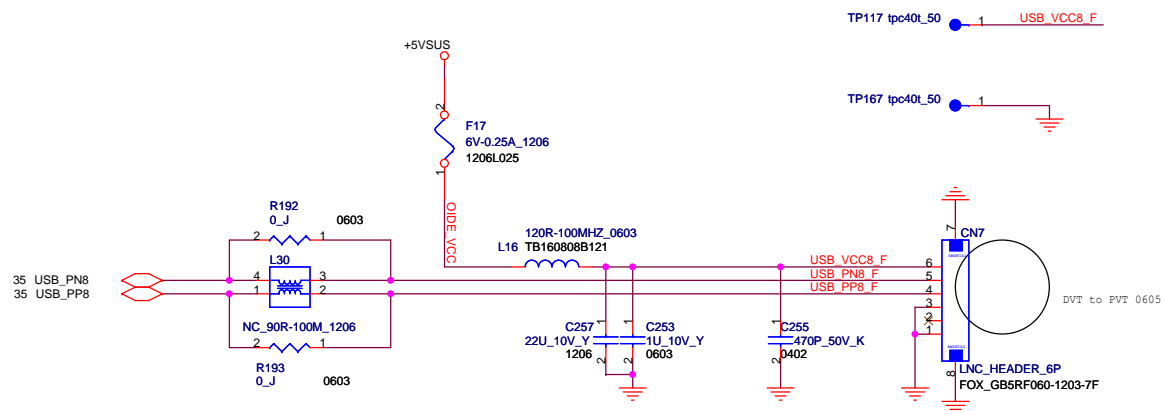 TP117 tpc40t_50
1
USB_VCC8_F
+5VSUS
TP167 tpc40t_50
1
2
F17
6V-0.25A_1206
1206L025
1
OIDE_VCC
R192
0_J
0603
2
1
120R-100MHZ_0603
L16
TB160808B121
7
CN7
L30
4
3
USB_VCC8_F
6
35 USB_PN8
USB_PN8_F
5
35 USB_PP8
1
2
USB_PP8_F
4
3
2
1
DVT to PVT 0605
NC_90R-100M_1206
2
1
R193
0_J
0603
1
C257
22U_10V_Y
1206
2
1
C253
1U_10V_Y
0603
2
1
C255
470P_50V_K
0402
2
8
LNC_HEADER_6P
FOX_GB5RF060-1203-7F